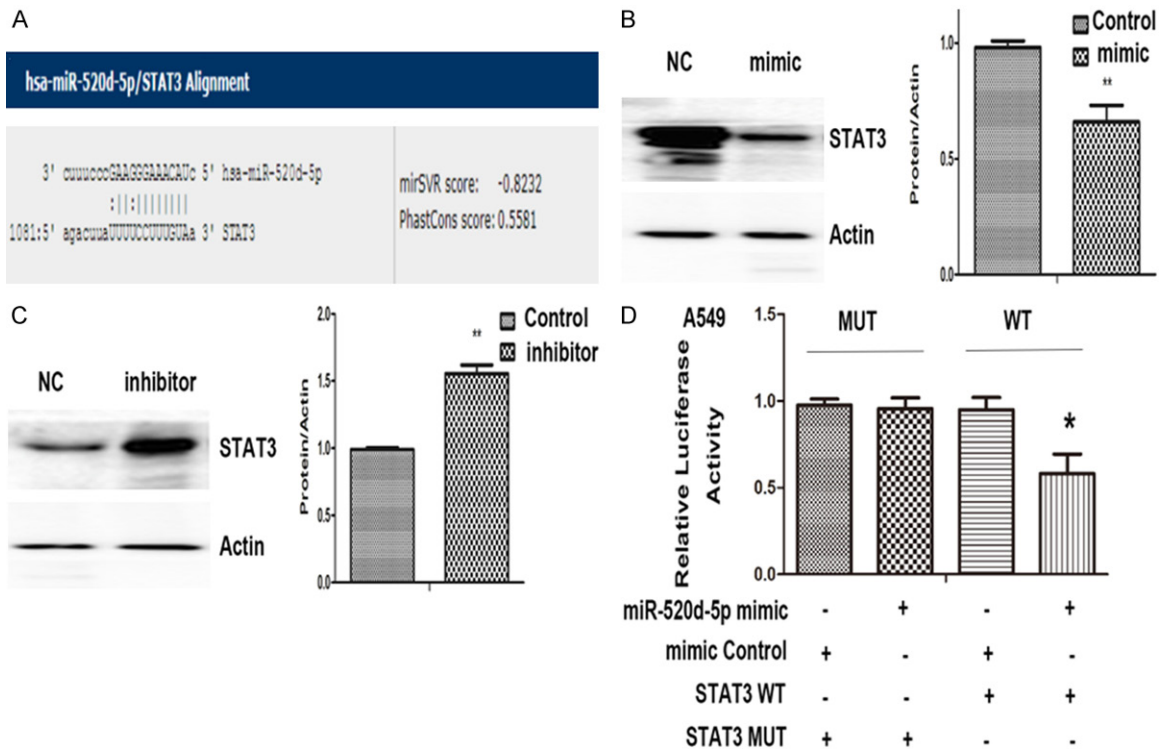 A
hsa-miR-520d-5p/STAT3 Alignment
3' cuuucccGAAGGGAAACAUc 5' hsa-miR-520d-5p
:||:||||||||
1081:5' agacuuaUUUUCCUUUGUAa 3' STAT3
mirSVR score: -0.8232
PhastCons score: 0.5581
B
NC mimic
STAT3
Actin
Protein/Actin
1.0
0.5
0.0
Control
mimic
**
C
NC inhibitor
STAT3
Actin
Protein/Actin
2.0
1.5
1.0
0.5
0.0
Control
inhibitor
**
D A549
MUT WT
Relative Luciferase
Activity
1.5
1.0
0.5
0.0
*
miR-520d-5p mimic - + - +
mimic Control + - + -
STAT3 WT - - + +
STAT3 MUT + + - -